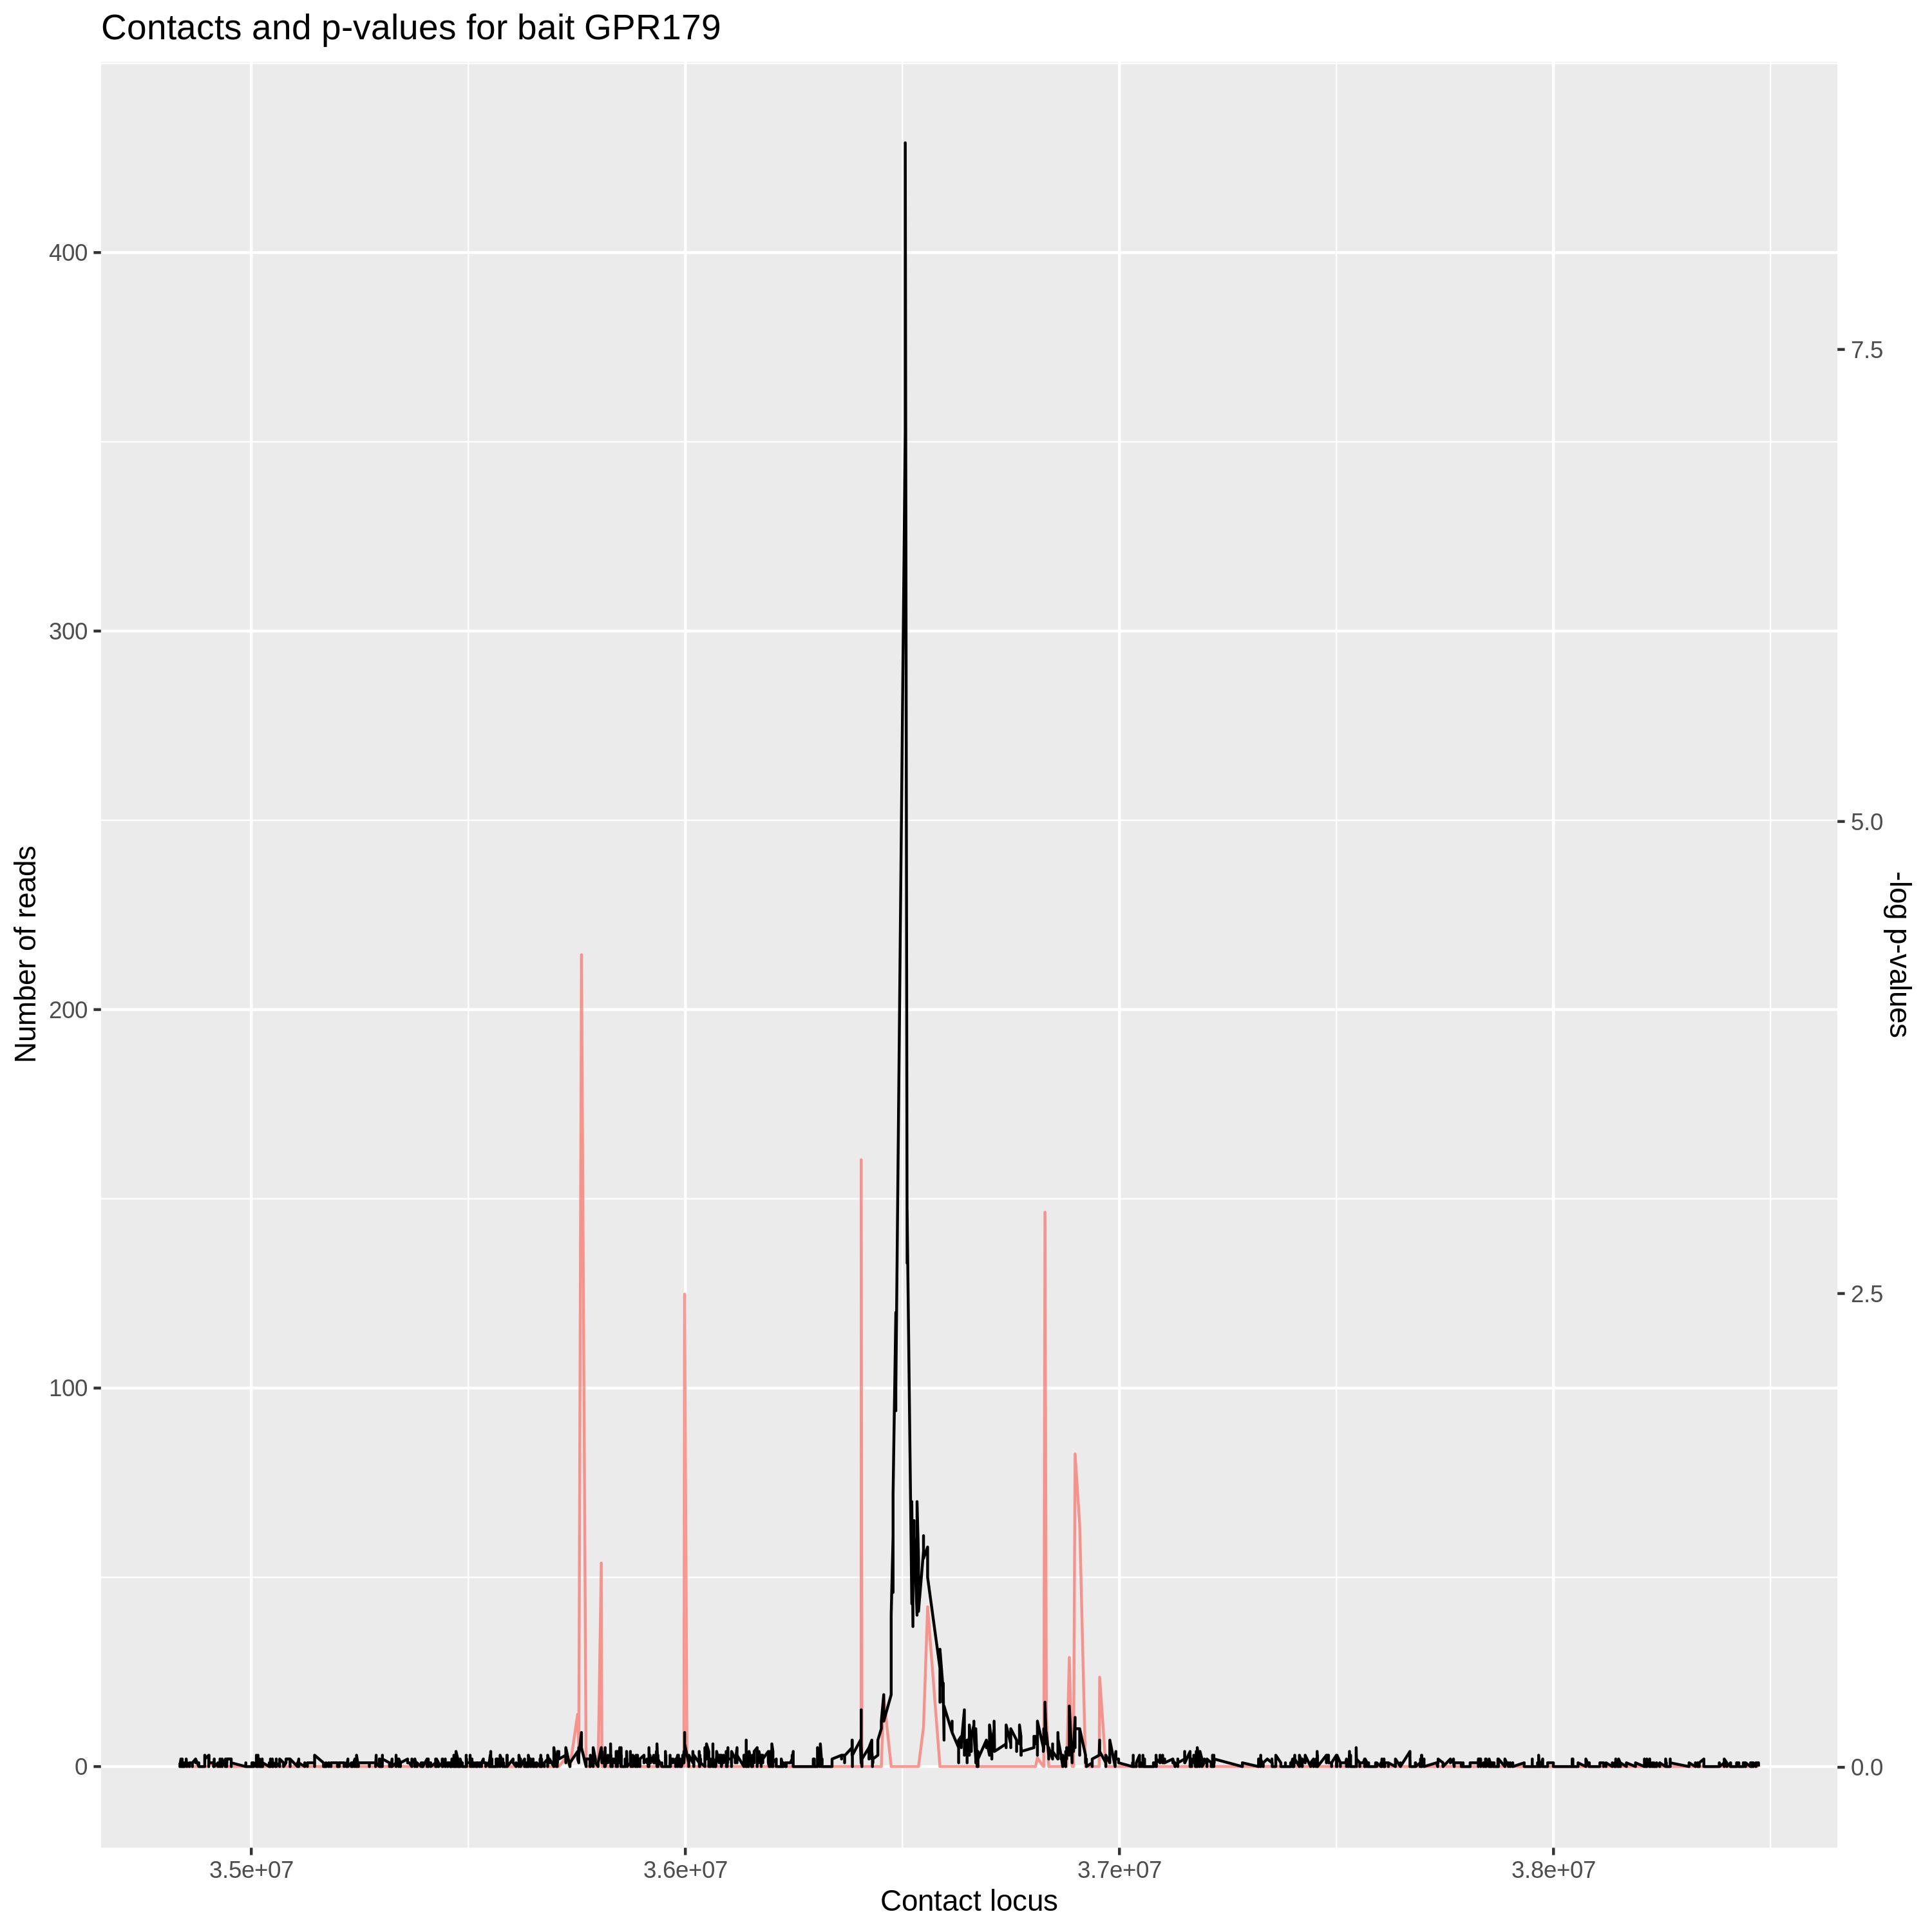 Contacts and p-values for bait GPR179
Number of reads
400
300
200
100
0
7.5
5.0
2.5
0.0
-log p-values
3.5e+07 3.6e+07 3.7e+07 3.8e+07
Contact locus